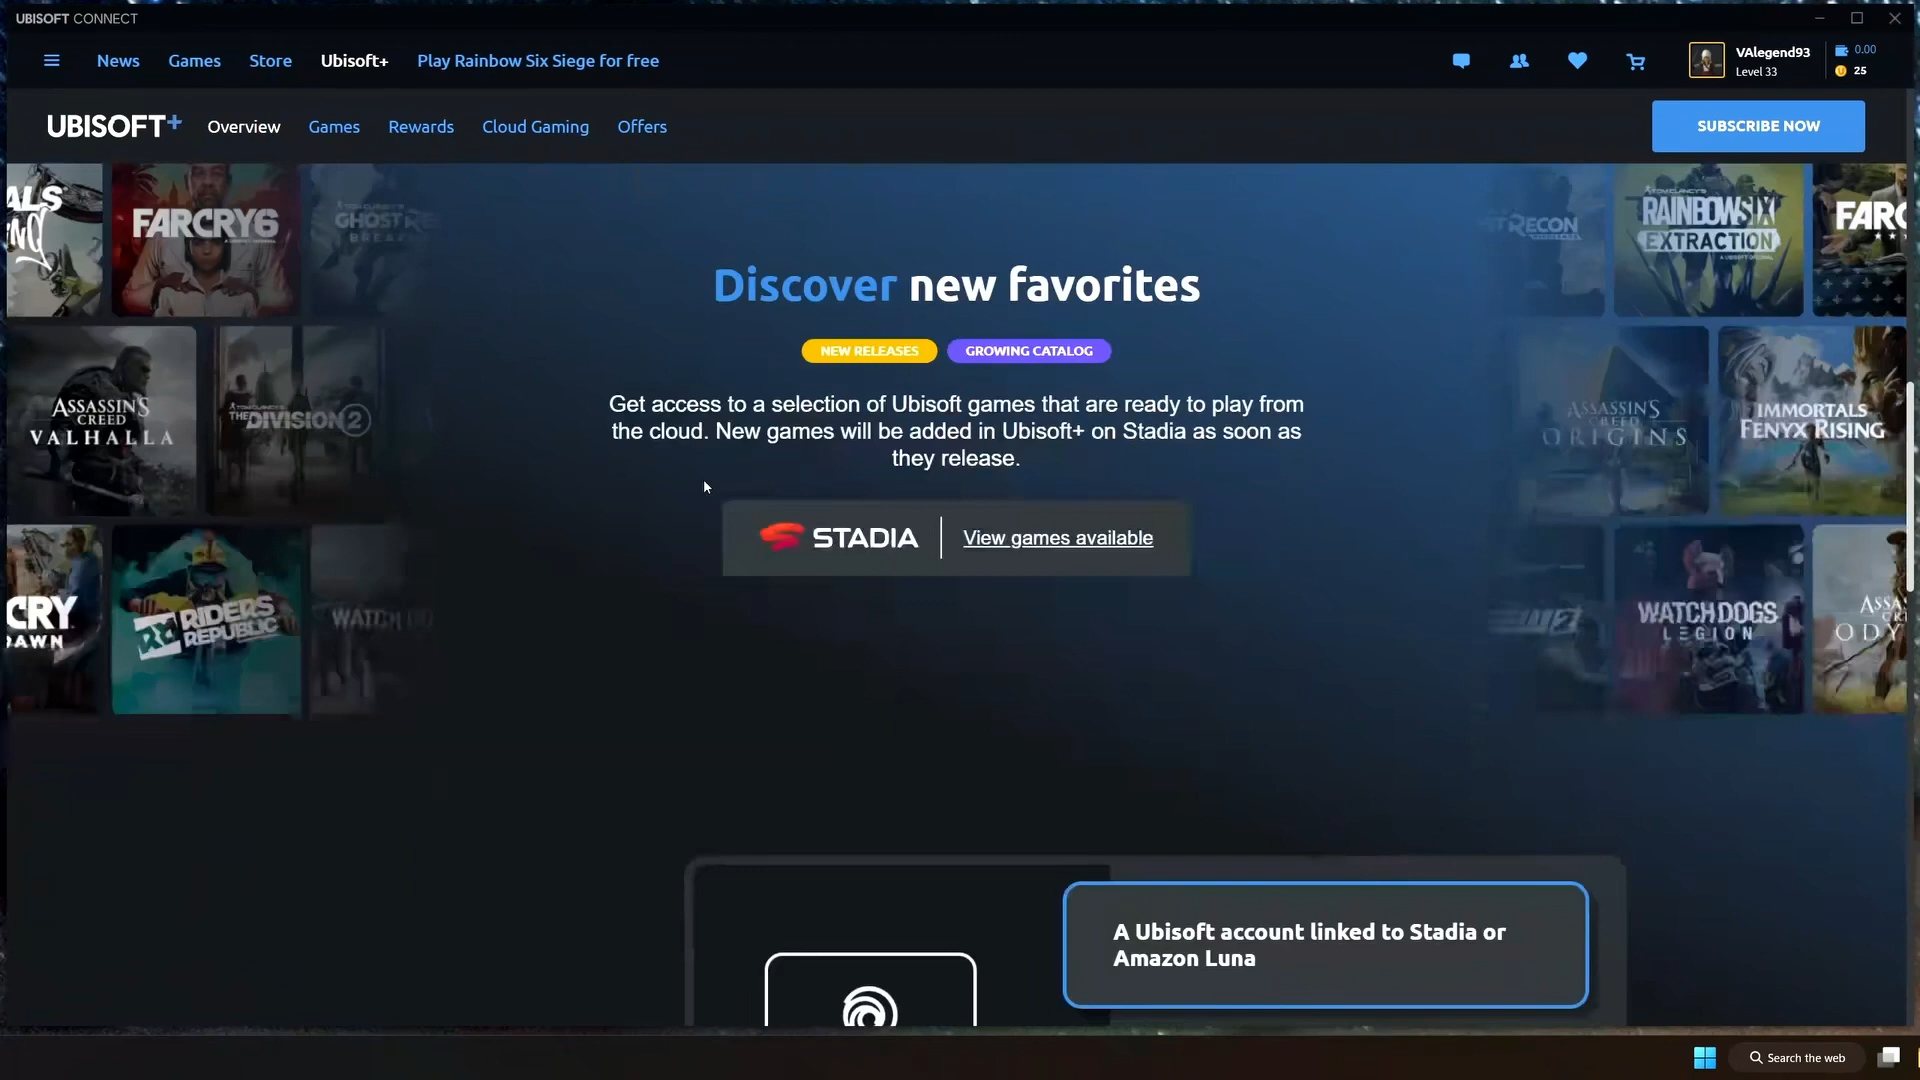 UBISOFT CONNECT
News Games Store Ubisoft+ Play Rainbow Six Siege for free
VAlegend93
Level 33
0.00
25
UBISOFT+ Overview Games Rewards Cloud Gaming Offers
SUBSCRIBE NOW
FARCRY6
TOM CLANCY'S
RAINBOWSIX
EXTRACTION
RECON
Discover new favorites
NEW RELEASES GROWING CATALOG
Get access to a selection of Ubisoft games that are ready to play from
the cloud. New games will be added in Ubisoft+ on Stadia as soon as
they release.
ASSASSIN'S
CREED
VALHALLA
TOM CLANCY'S
THE DIVISION 2
ASSASSIN'S
CREED
ORIGINS
IMMORTALS
FENYX RISING
STADIA View games available
CRY
RIDERS
REPUBLIC
WATCH DOGS
LEGION
A Ubisoft account linked to Stadia or
Amazon Luna
Search the web